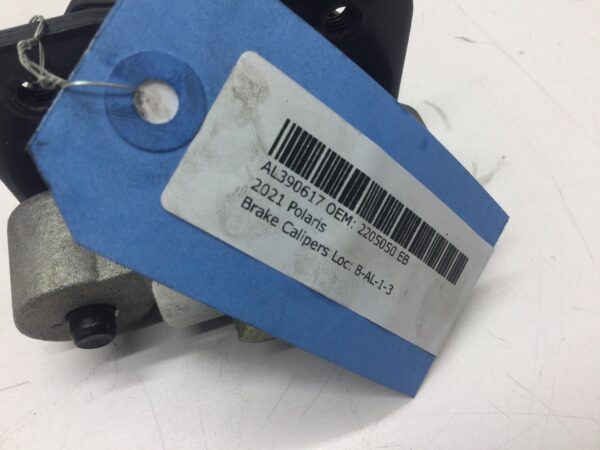 AL390617 OEM: 2205050 EB
2021 Polaris
Brake Calipers Loc: B-AL-1-3